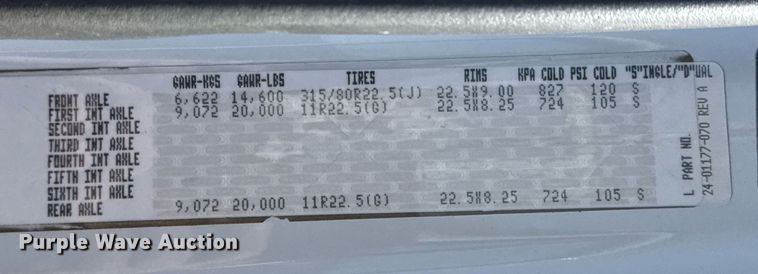 GAWR-KGS GAWR-LBS TIRES RIMS KPA COLD PSI COLD "S"INGLE/"D"UAL
FRONT AXLE 6,622 14,600 315/80R22.5(J) 22.5X9.00 827 120 S
FIRST INT AXLE 9,072 20,000 11R22.5(G) 22.5X8.25 724 105 S
SECOND INT AXLE
THIRD INT AXLE
FOURTH INT AXLE
FIFTH INT AXLE
SIXTH INT AXLE
REAR AXLE 9,072 20,000 11R22.5(G) 22.5X8.25 724 105 S
L PART NO.
24-01177-070 REV A
Purple Wave Auction